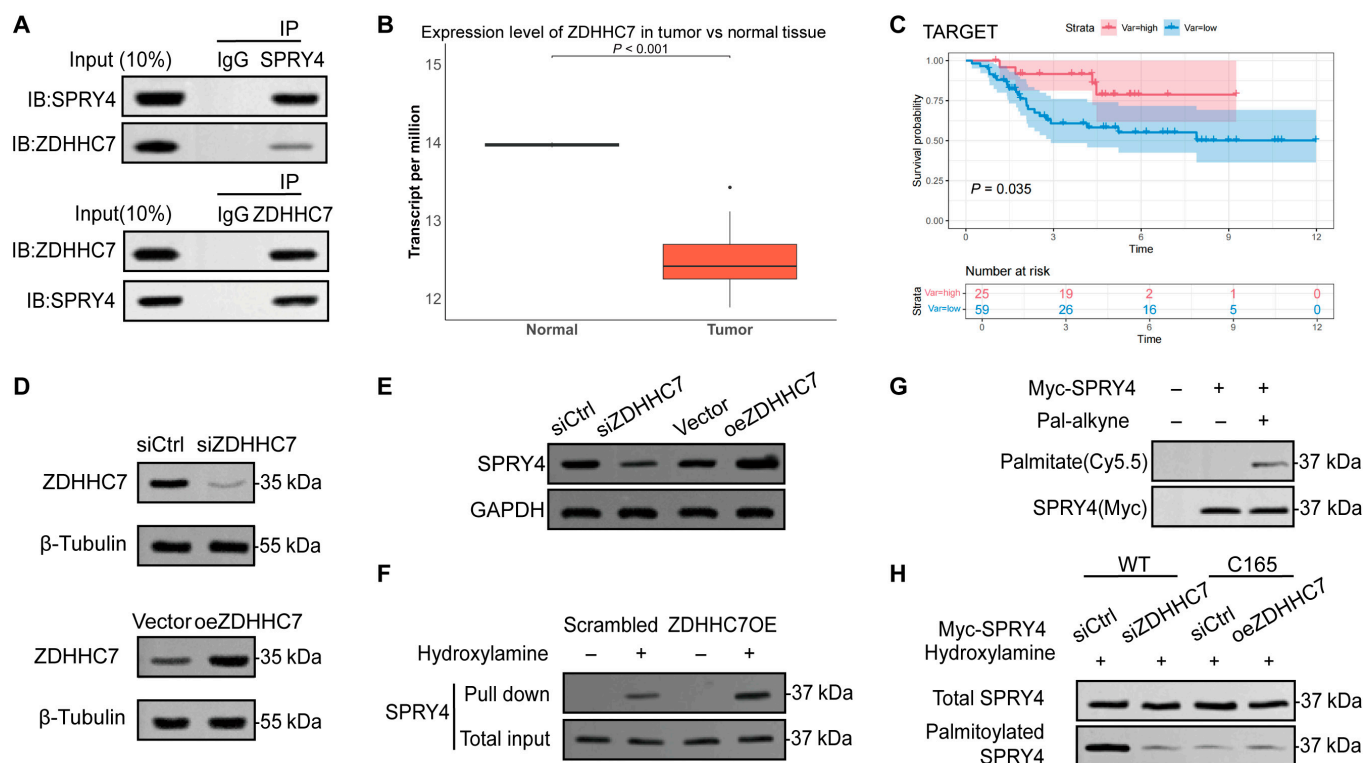 A
IP
Input (10%) IgG SPRY4
IB:SPRY4
IB:ZDHHC7
IP
Input(10%) IgG ZDHHC7
IB:ZDHHC7
IB:SPRY4
B
Expression level of ZDHHC7 in tumor vs normal tissue
P < 0.001
Transcript per million
15
14
13
12
Normal Tumor
C
TARGET
Strata Var=high Var=low
Survival probability
1.00
0.75
0.50
0.25
0.00
P = 0.035
0 3 6 9 12
Time
Number at risk
Strata
Var=high 25 19 2 1 0
Var=low 59 26 16 5 0
0 3 6 9 12
Time
D
siCtrl siZDHHC7
ZDHHC7 35 kDa
β-Tubulin 55 kDa
Vector oeZDHHC7
ZDHHC7 35 kDa
β-Tubulin 55 kDa
E
siCtrl siZDHHC7 Vector oeZDHHC7
SPRY4
GAPDH
F
Scrambled ZDHHC7OE
Hydroxylamine – + – +
SPRY4
Pull down 37 kDa
Total input 37 kDa
G
Myc-SPRY4 – + +
Pal-alkyne – – +
Palmitate(Cy5.5) 37 kDa
SPRY4(Myc) 37 kDa
H
WT C165
siCtrl siZDHHC7 siCtrl oeZDHHC7
Myc-SPRY4
Hydroxylamine + + + +
Total SPRY4 37 kDa
Palmitoylated
SPRY4 37 kDa